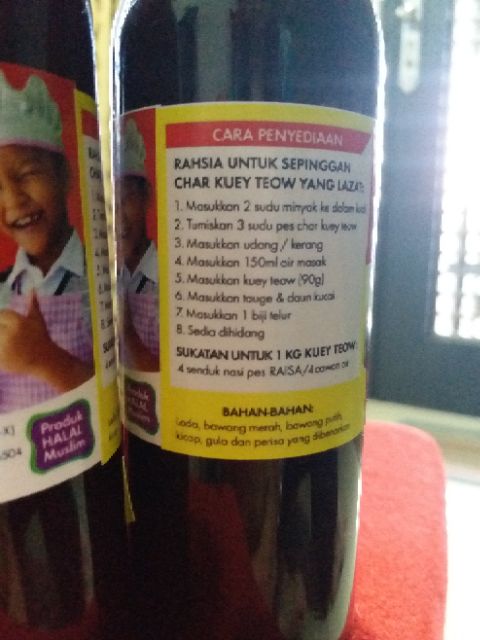 CARA PENYEDIAAN
RAHSIA UNTUK SEPINGGAN
CHAR KUEY TEOW YANG LAZAT:
1. Masukkan 2 sudu minyak ke dalam kuali
2. Tumiskan 3 sudu pes char kuey teow
3. Masukkan udang / kerang
4. Masukkan 150ml air masak
5. Masukkan kuey teow (90g)
6. Masukkan tauge & daun kucai
7. Masukkan 1 biji telur
8. Sedia dihidang
SUKATAN UNTUK 1 KG KUEY TEOW:
4 senduk nasi pes RAISA/4 cawan air
BAHAN-BAHAN:
Lada, bawang merah, bawang putih,
kicap, gula dan perisa yang dibenarkan
Produk
HALAL
Muslim